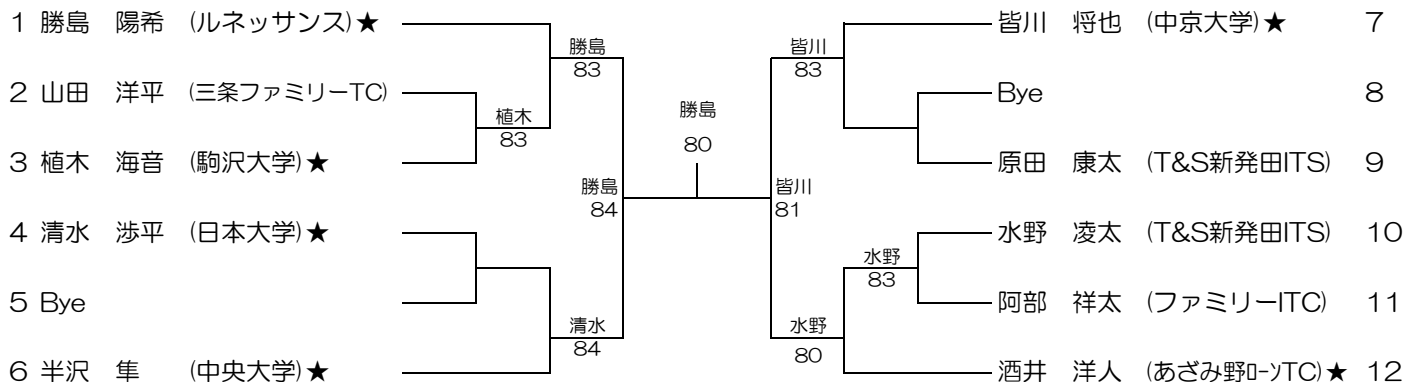 1 勝島 陽希 (ルネッサンス)★
2 山田 洋平 (三条ファミリーTC)
3 植木 海音 (駒沢大学)★
4 清水 渉平 (日本大学)★
5 Bye
6 半沢 隼 (中央大学)★
植木
83
勝島
83
清水
84
勝島
84
勝島
80
皆川
81
皆川
83
水野
80
水野
83
皆川 将也 (中京大学)★ 7
Bye 8
原田 康太 (T&S新発田ITS) 9
水野 凌太 (T&S新発田ITS) 10
阿部 祥太 (ファミリーITC) 11
酒井 洋人 (あざみ野ﾛｰﾝTC)★ 12